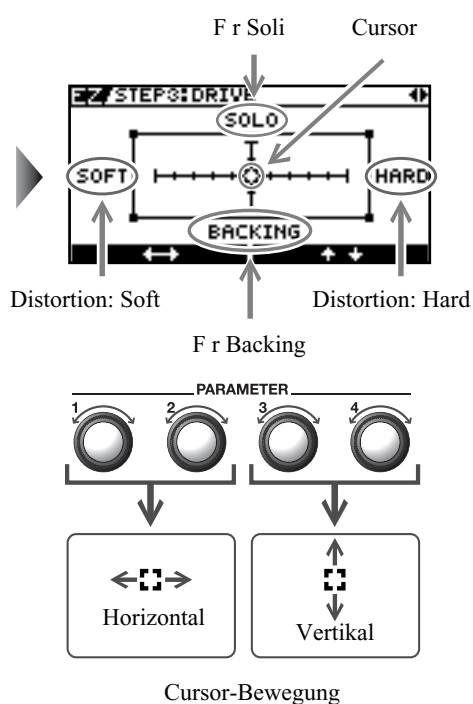 F r Soli Cursor
EZ STEP3:DRIVE
SOLO
SOFT HARD
BACKING
Distortion: Soft Distortion: Hard
F r Backing
PARAMETER
1 2 3 4
Horizontal Vertikal
Cursor-Bewegung